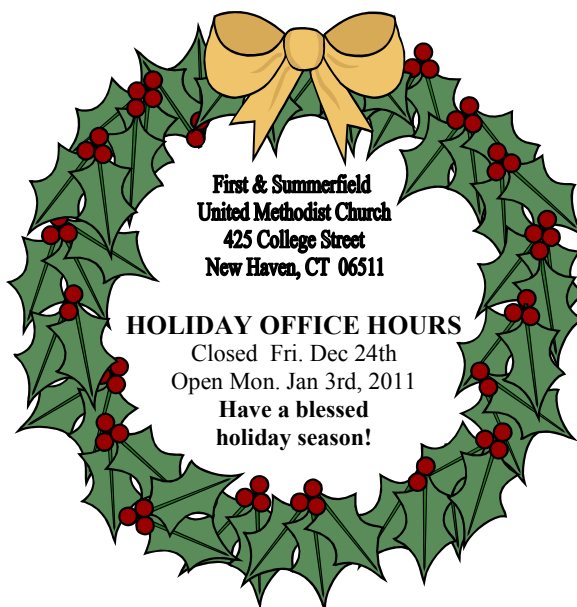 First & Summerfield
United Methodist Church
425 College Street
New Haven, CT 06511
HOLIDAY OFFICE HOURS
Closed Fri. Dec 24th
Open Mon. Jan 3rd, 2011
Have a blessed
holiday season!